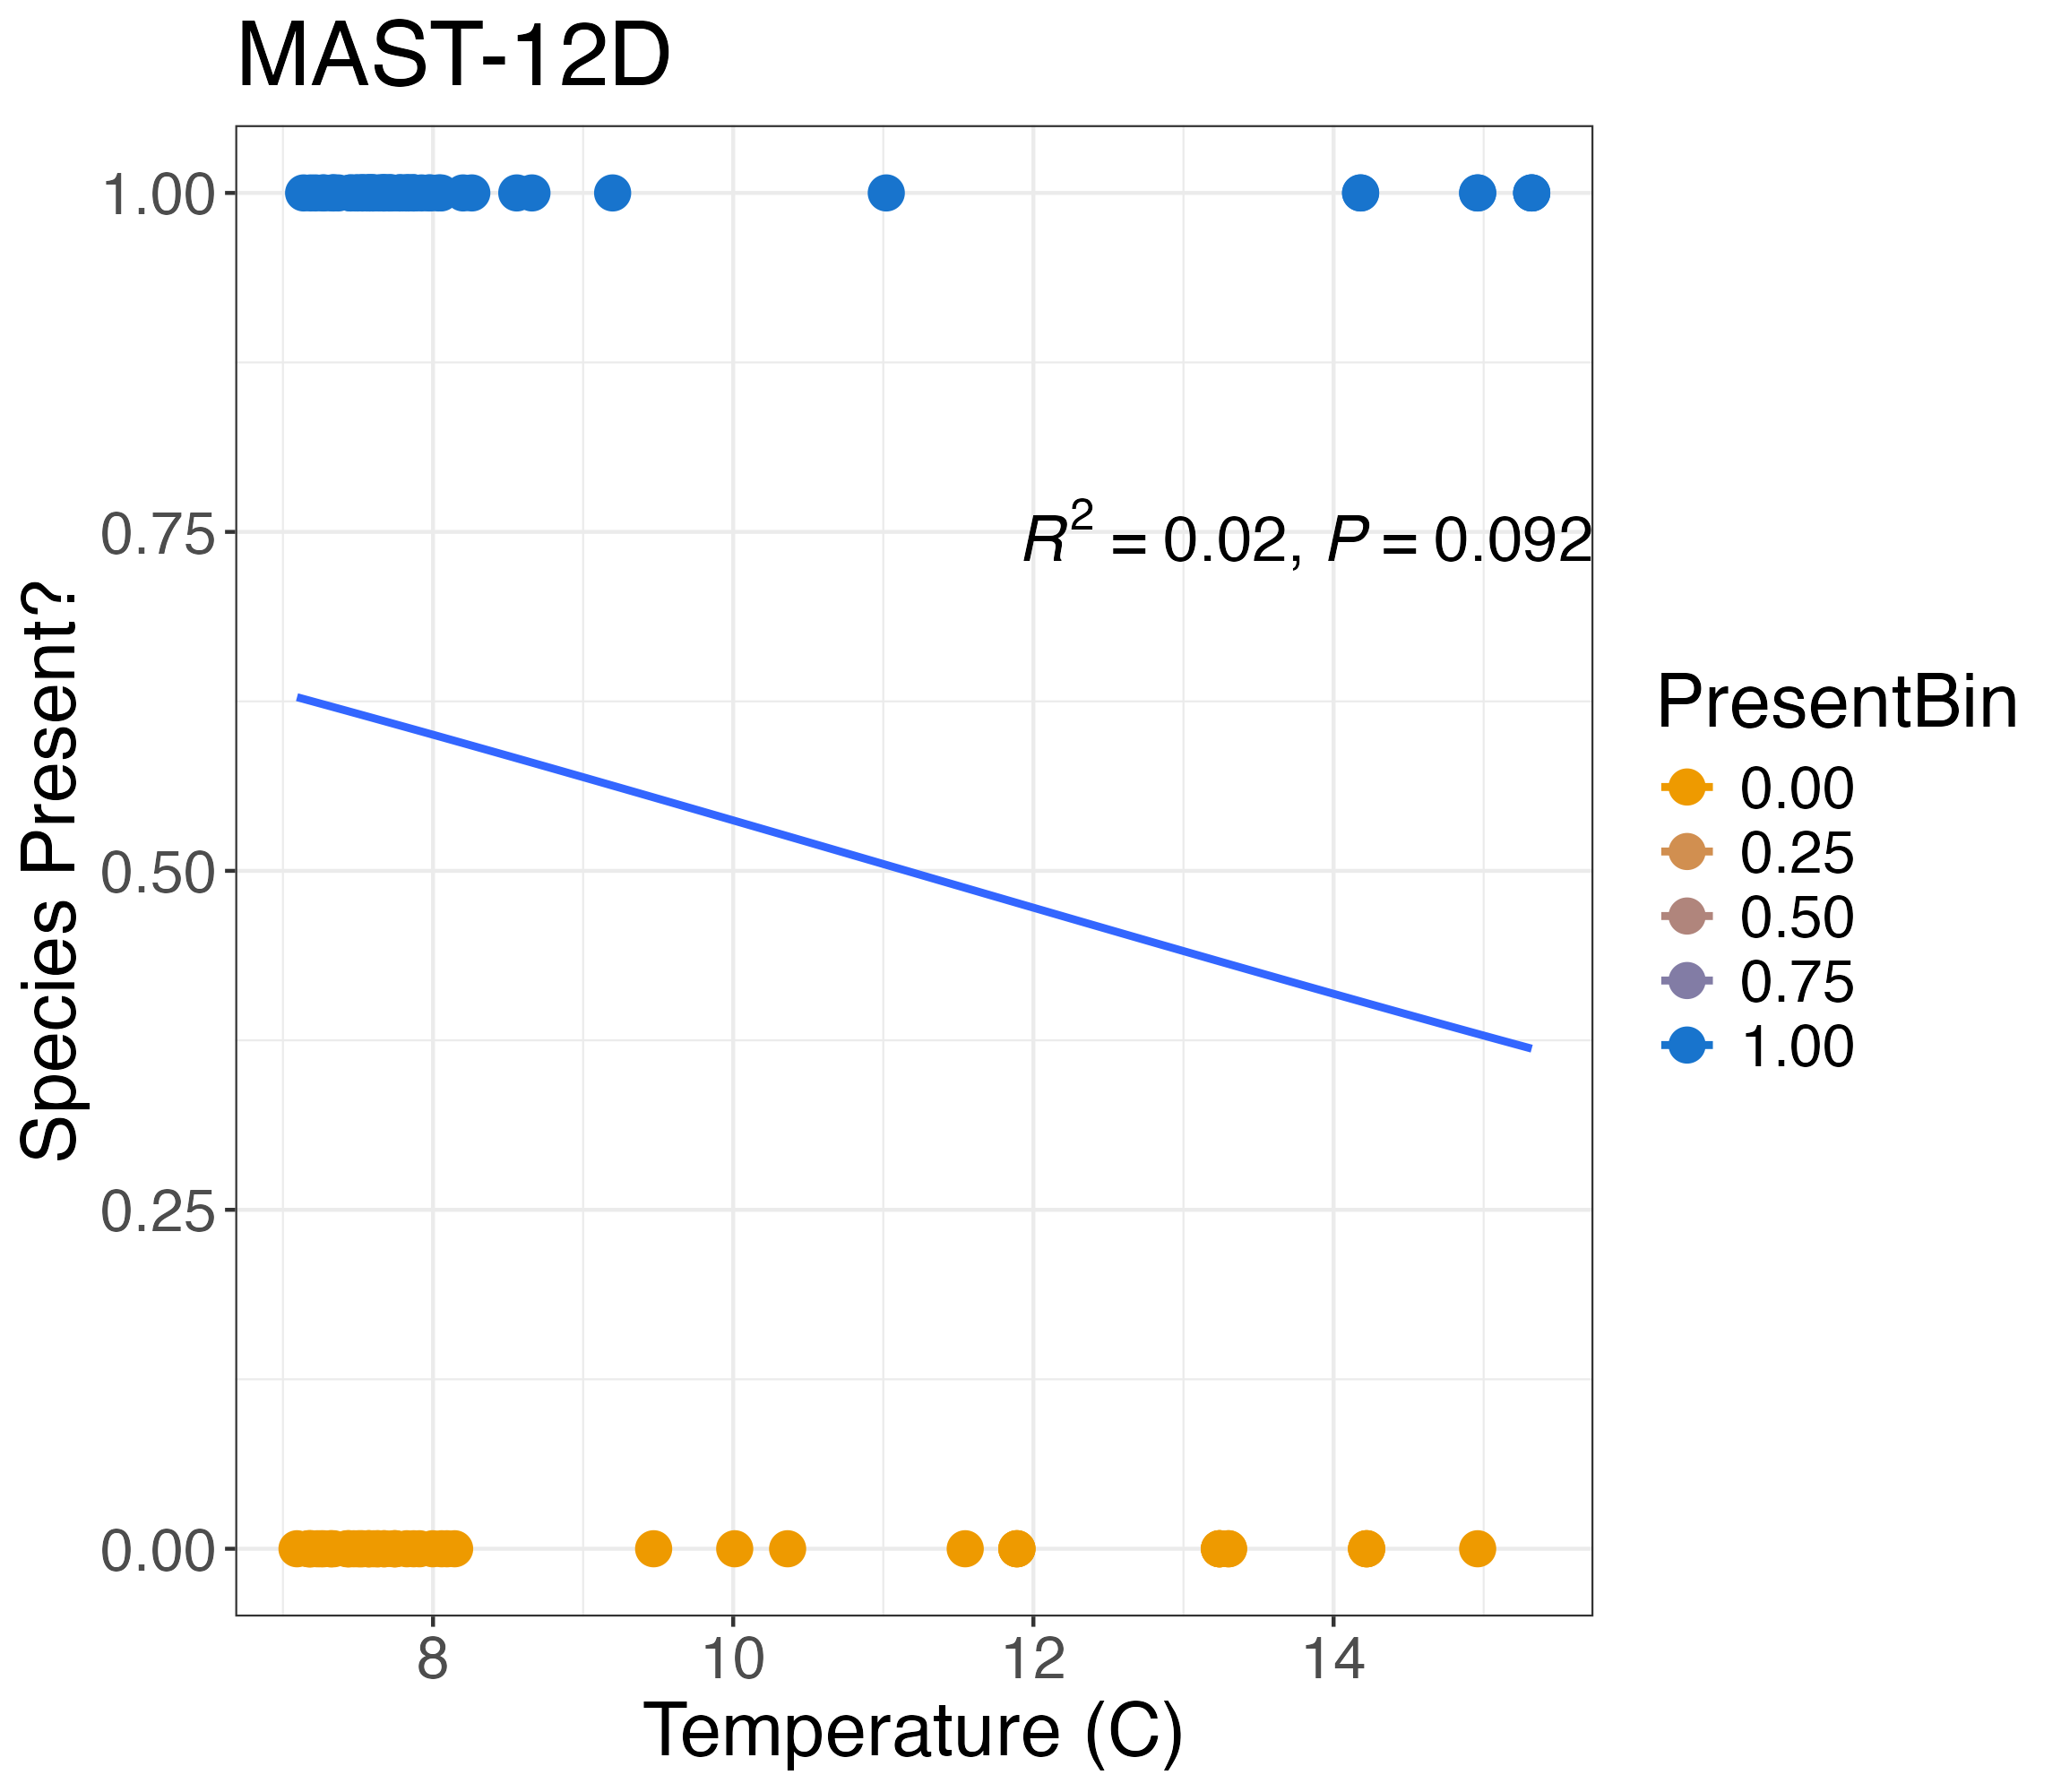 MAST-12D
1.00
0.75
0.50
0.25
0.00
Species Present?
R² = 0.02, P = 0.092
8 10 12 14
Temperature (C)
PresentBin
0.00
0.25
0.50
0.75
1.00